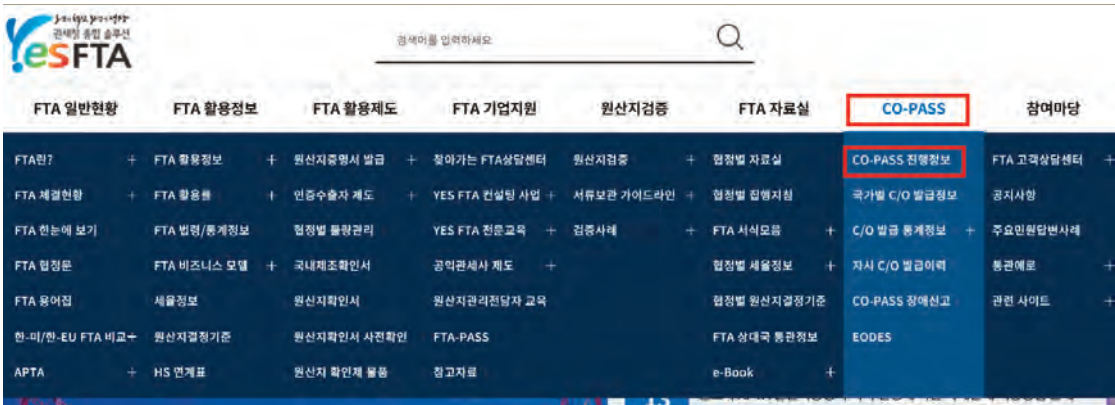 관세청 종합 솔루션
YesFTA
검색어를 입력하세요
FTA 일반현황 FTA 활용정보 FTA 활용제도 FTA 기업지원 원산지검증 FTA 자료실 CO-PASS 참여마당
FTA란? + FTA 활용정보 + 원산지증명서 발급 + 찾아가는 FTA상담센터 원산지검증 + 협정별 자료실 CO-PASS 진행정보 FTA 고객상담센터 +
FTA 체결현황 + FTA 활용률 + 인증수출자 제도 + YES FTA 컨설팅 사업 + 서류보관 가이드라인 + 협정별 집행지침 국가별 C/O 발급정보 공지사항
FTA 한눈에 보기 FTA 법령/통계정보 협정별 물량관리 YES FTA 전문교육 + 검증사례 + FTA 서식모음 + C/O 발급 통계정보 + 주요민원답변사례
FTA 협정문 FTA 비즈니스 모델 + 국내제조확인서 공익관세사 제도 + 협정별 세율정보 + 자사 C/O 발급이력 통관애로 +
FTA 용어집 세율정보 원산지확인서 원산지관리전담자 교육 협정별 원산지결정기준 CO-PASS 장애신고 관련 사이트 +
한-미/한-EU FTA 비교+ 원산지결정기준 원산지확인서 사전확인 FTA-PASS FTA 상대국 통관정보 EODES
APTA + HS 연계표 원산지 확인제 물품 참고자료 e-Book +
13